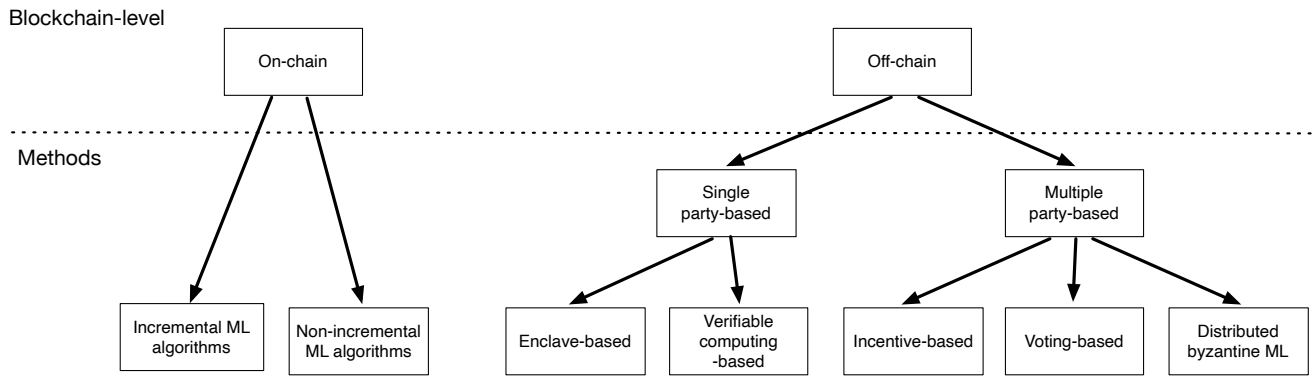 Blockchain-level
On-chain
Off-chain
Methods
Single
party-based
Multiple
party-based
Incremental ML
algorithms
Non-incremental
ML algorithms
Enclave-based
Verifiable
computing
-based
Incentive-based
Voting-based
Distributed
byzantine ML